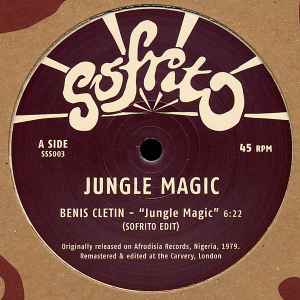 Sofrito
A SIDE
SSS003
45 RPM
JUNGLE MAGIC
BENIS CLETIN – “Jungle Magic” 6:22
(SOFRITO EDIT)
Originally released on Afrodisia Records, Nigeria, 1979.
Remastered & edited at the Carvery, London